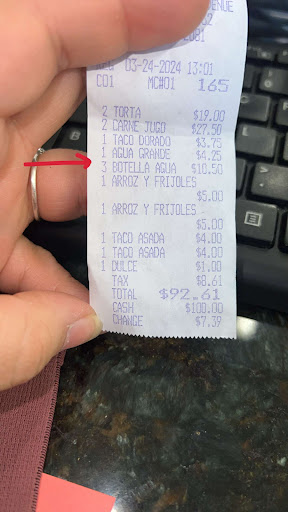 ENUE
03-24-2024 13:01
C01 MC#01 165
2 TORTA $19.00
2 CARNE JUGO $27.50
1 TACO DORADO $3.75
1 AGUA GRANDE $4.25
3 BOTELLA AGUA $10.50
1 ARROZ Y FRIJOLES
$5.00
1 ARROZ Y FRIJOLES
$5.00
1 TACO ASADA $4.00
1 TACO ASADA $4.00
1 DULCE $1.00
TAX $8.61
TOTAL $92.61
CASH $100.00
CHANGE $7.39